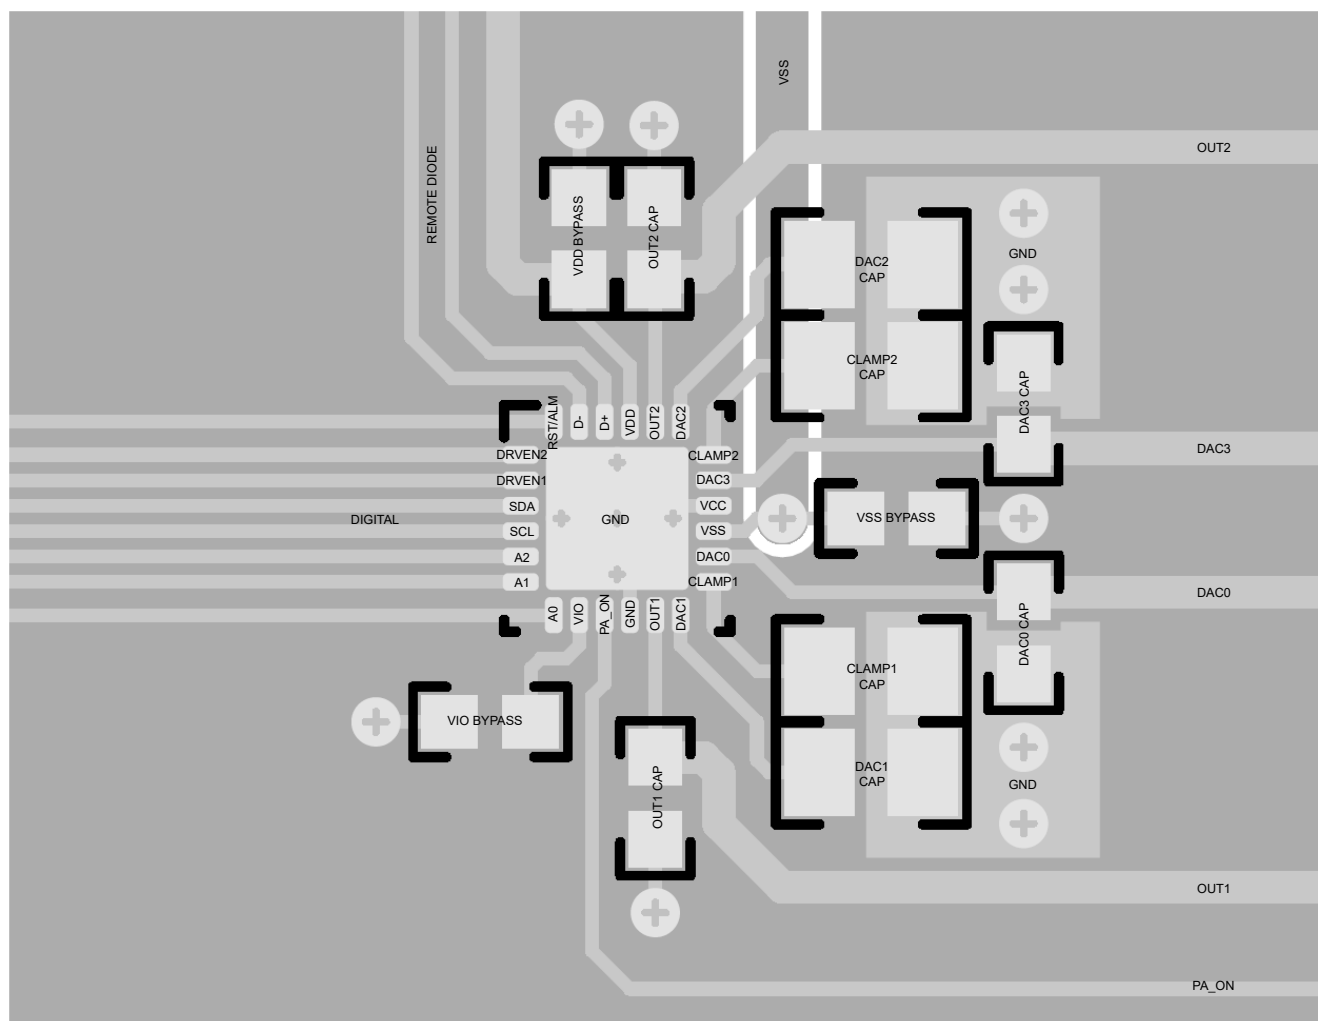 VSS
OUT2
REMOTE DIODE
VDD BYPASS
OUT2 CAP
DAC2
CAP
GND
CLAMP2
CAP
DAC3 CAP
RST/ALM
D-
D+
VDD
OUT2
DAC2
DRVEN2
CLAMP2
DAC3
DRVEN1
DAC3
SDA
VCC
DIGITAL
GND
VSS BYPASS
SCL
VSS
A2
DAC0
A1
CLAMP1
DAC0
A0
VIO
PA_ON
GND
OUT1
DAC1
DAC0 CAP
CLAMP1
CAP
VIO BYPASS
OUT1 CAP
DAC1
CAP
GND
OUT1
PA_ON